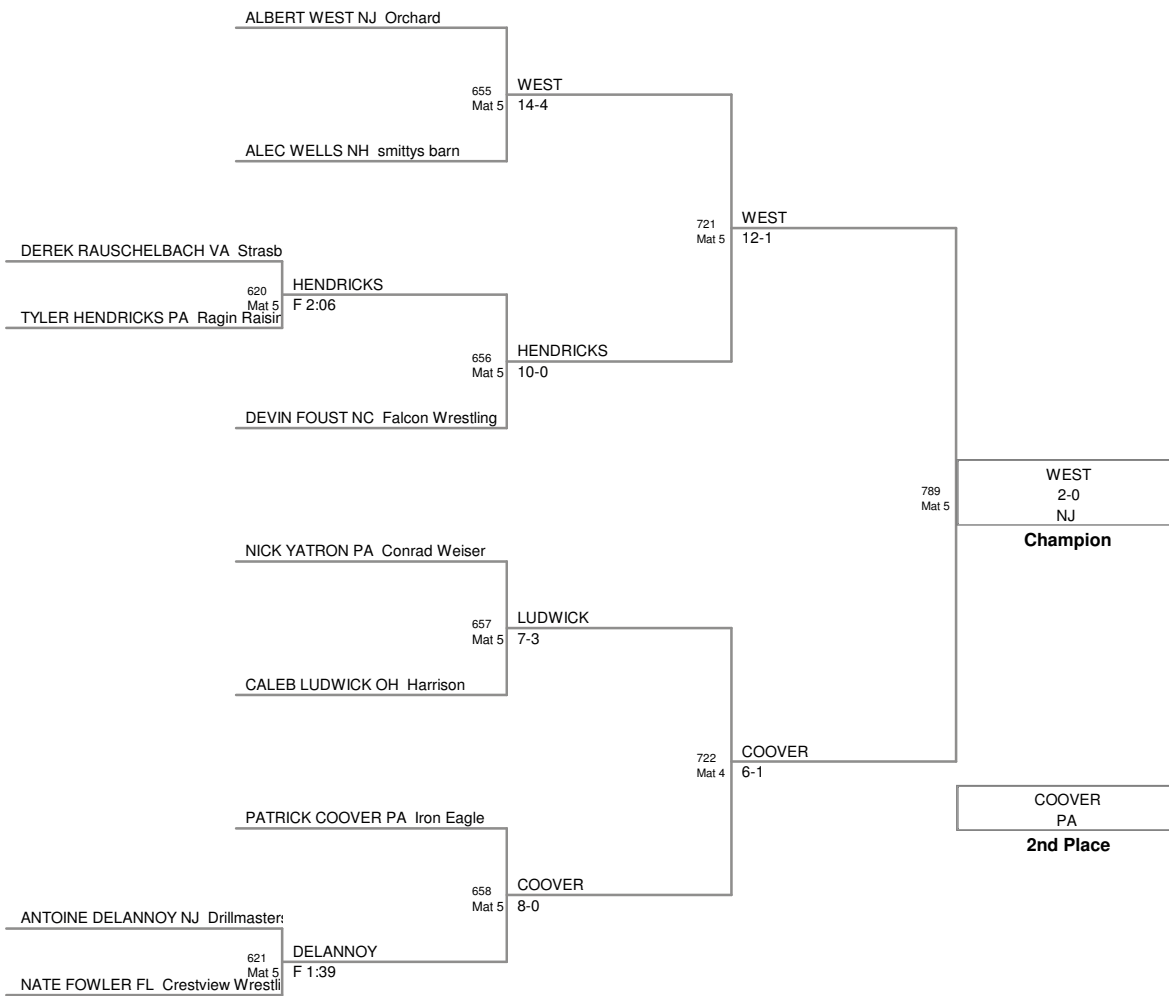 ALBERT WEST NJ Orchard
655
Mat 5
WEST
14-4
ALEC WELLS NH smittys barn
721
Mat 5
WEST
12-1
DEREK RAUSCHELBACH VA Strasb
620
Mat 5
HENDRICKS
F 2:06
TYLER HENDRICKS PA Ragin Raisin
656
Mat 5
HENDRICKS
10-0
DEVIN FOUST NC Falcon Wrestling
789
Mat 5
WEST
2-0
NJ
Champion
NICK YATRON PA Conrad Weiser
657
Mat 5
LUDWICK
7-3
CALEB LUDWICK OH Harrison
722
Mat 4
COOVER
6-1
PATRICK COOVER PA Iron Eagle
COOVER
PA
2nd Place
658
Mat 5
COOVER
8-0
ANTOINE DELANNOY NJ Drillmasters
621
Mat 5
DELANNOY
F 1:39
NATE FOWLER FL Crestview Wrestli